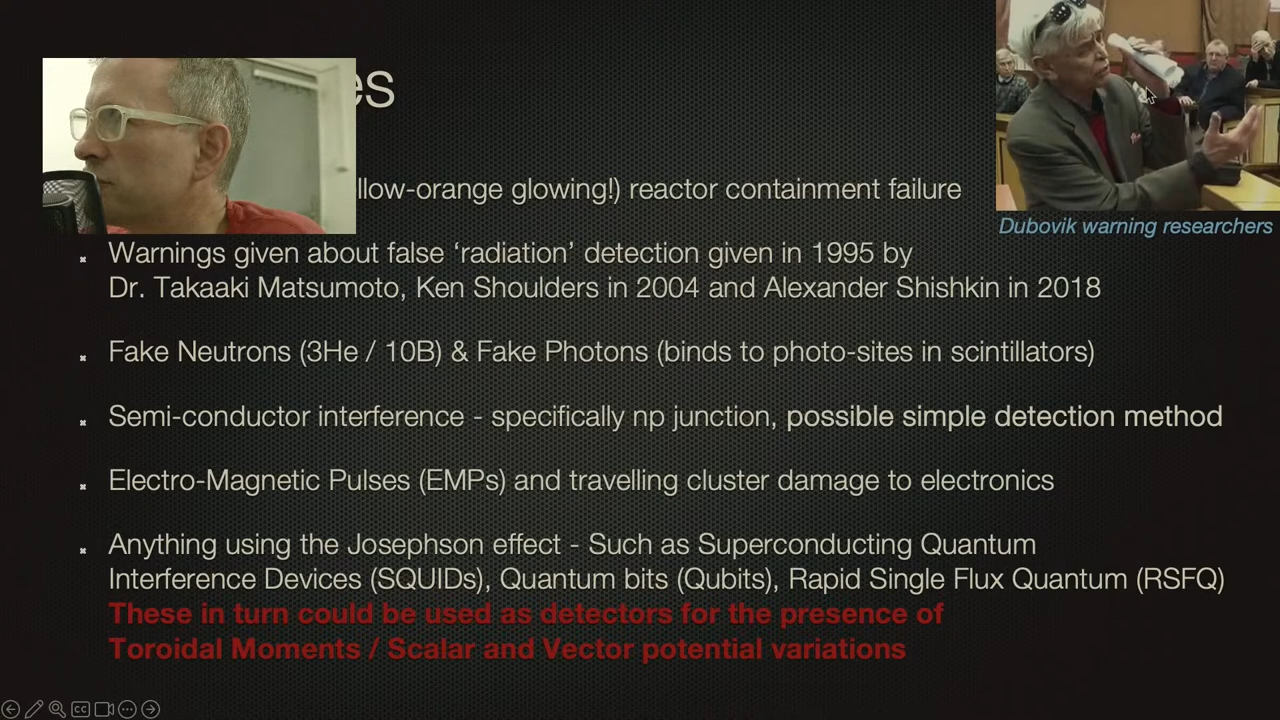 es
llow-orange glowing!) reactor containment failure
Dubovik warning researchers
Warnings given about false ‘radiation’ detection given in 1995 by
Dr. Takaaki Matsumoto, Ken Shoulders in 2004 and Alexander Shishkin in 2018
Fake Neutrons (3He / 10B) & Fake Photons (binds to photo-sites in scintillators)
Semi-conductor interference - specifically np junction, possible simple detection method
Electro-Magnetic Pulses (EMPs) and travelling cluster damage to electronics
Anything using the Josephson effect - Such as Superconducting Quantum
Interference Devices (SQUIDs), Quantum bits (Qubits), Rapid Single Flux Quantum (RSFQ)
These in turn could be used as detectors for the presence of
Toroidal Moments / Scalar and Vector potential variations
CC